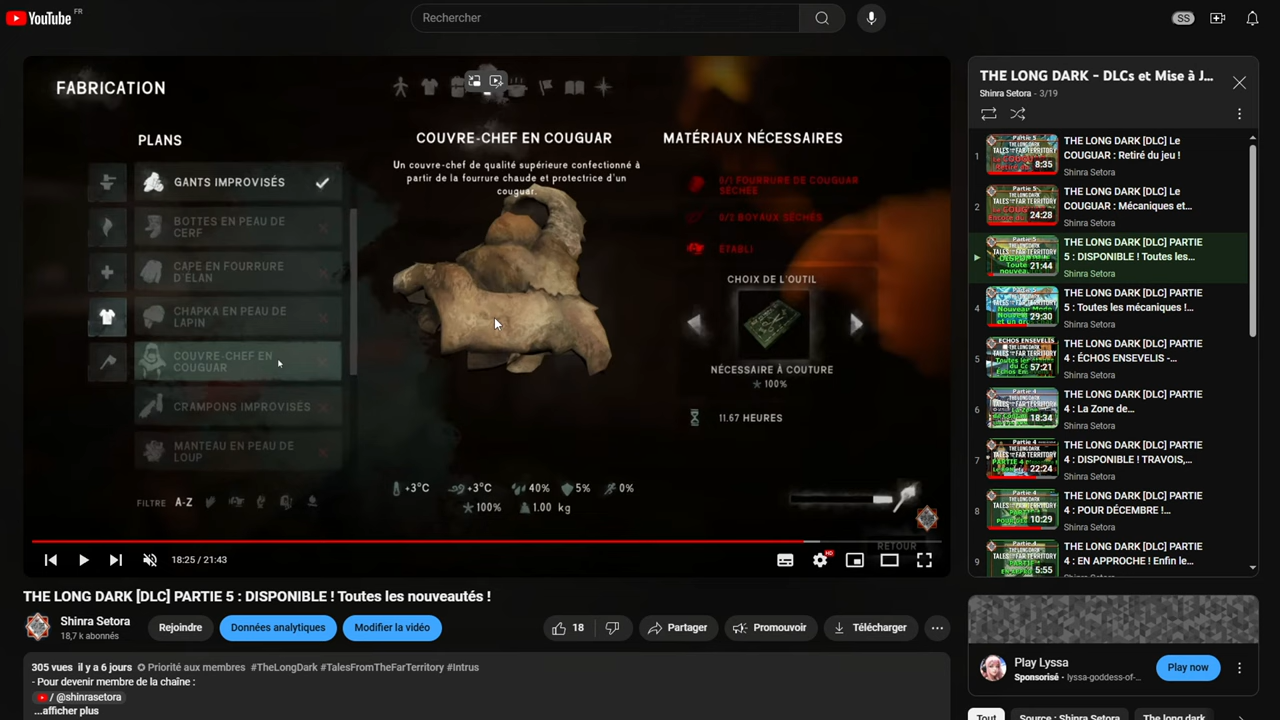 YouTube FR
Rechercher
SS
FABRICATION
PLANS
GANTS IMPROVISÉS
BOTTES EN PEAU DE
CERF
CAPE EN FOURRURE
D'ÉLAN
CHAPKA EN PEAU DE
LAPIN
COUVRE-CHEF EN
COUGUAR
CRAMPONS IMPROVISÉS
MANTEAU EN PEAU DE
LOUP
FILTRE A-Z
COUVRE-CHEF EN COUGUAR
Un couvre-chef de qualité supérieure confectionné à
partir de la fourrure chaude et protectrice d'un
couguar.
+3°C +3°C 40% 5% 0%
100% 1.00 kg
MATÉRIAUX NÉCESSAIRES
0/1 FOURRURE DE COUGUAR
SÉCHÉE
0/2 BOYAUX SÉCHÉS
ÉTABLI
CHOIX DE L'OUTIL
NÉCESSAIRE À COUTURE
100%
11.67 HEURES
RETOUR
18:25 / 21:43
HD
THE LONG DARK [DLC] PARTIE 5 : DISPONIBLE ! Toutes les nouveautés !
Shinra Setora
18,7 k abonnés
Rejoindre
Données analytiques
Modifier la vidéo
18
Partager
Promouvoir
Télécharger
305 vues il y a 6 jours Priorité aux membres #TheLongDark #TalesFromTheFarTerritory #Intrus
- Pour devenir membre de la chaîne :
/ @shinrasetora
...afficher plus
THE LONG DARK - DLCs et Mise à J...
Shinra Setora - 3/19
1
8:35
THE LONG DARK [DLC] Le
COUGUAR : Retiré du jeu !
Shinra Setora
2
24:28
THE LONG DARK [DLC] Le
COUGUAR : Mécaniques et...
Shinra Setora
21:44
THE LONG DARK [DLC] PARTIE
5 : DISPONIBLE ! Toutes les...
Shinra Setora
4
29:30
THE LONG DARK [DLC] PARTIE
5 : Toutes les mécaniques !...
Shinra Setora
5
57:21
THE LONG DARK [DLC] PARTIE
4 : ÉCHOS ENSEVELIS -...
Shinra Setora
6
18:34
THE LONG DARK [DLC] PARTIE
4 : La Zone de...
Shinra Setora
7
22:24
THE LONG DARK [DLC] PARTIE
4 : DISPONIBLE ! TRAVOIS,...
Shinra Setora
8
10:29
THE LONG DARK [DLC] PARTIE
4 : POUR DÉCEMBRE !...
Shinra Setora
9
5:55
THE LONG DARK [DLC] PARTIE
4 : EN APPROCHE ! Enfin le...
Play Lyssa
Sponsorisé · lyssa-goddess-of-...
Play now
Tout
Source : Shinra Setora
The long dark